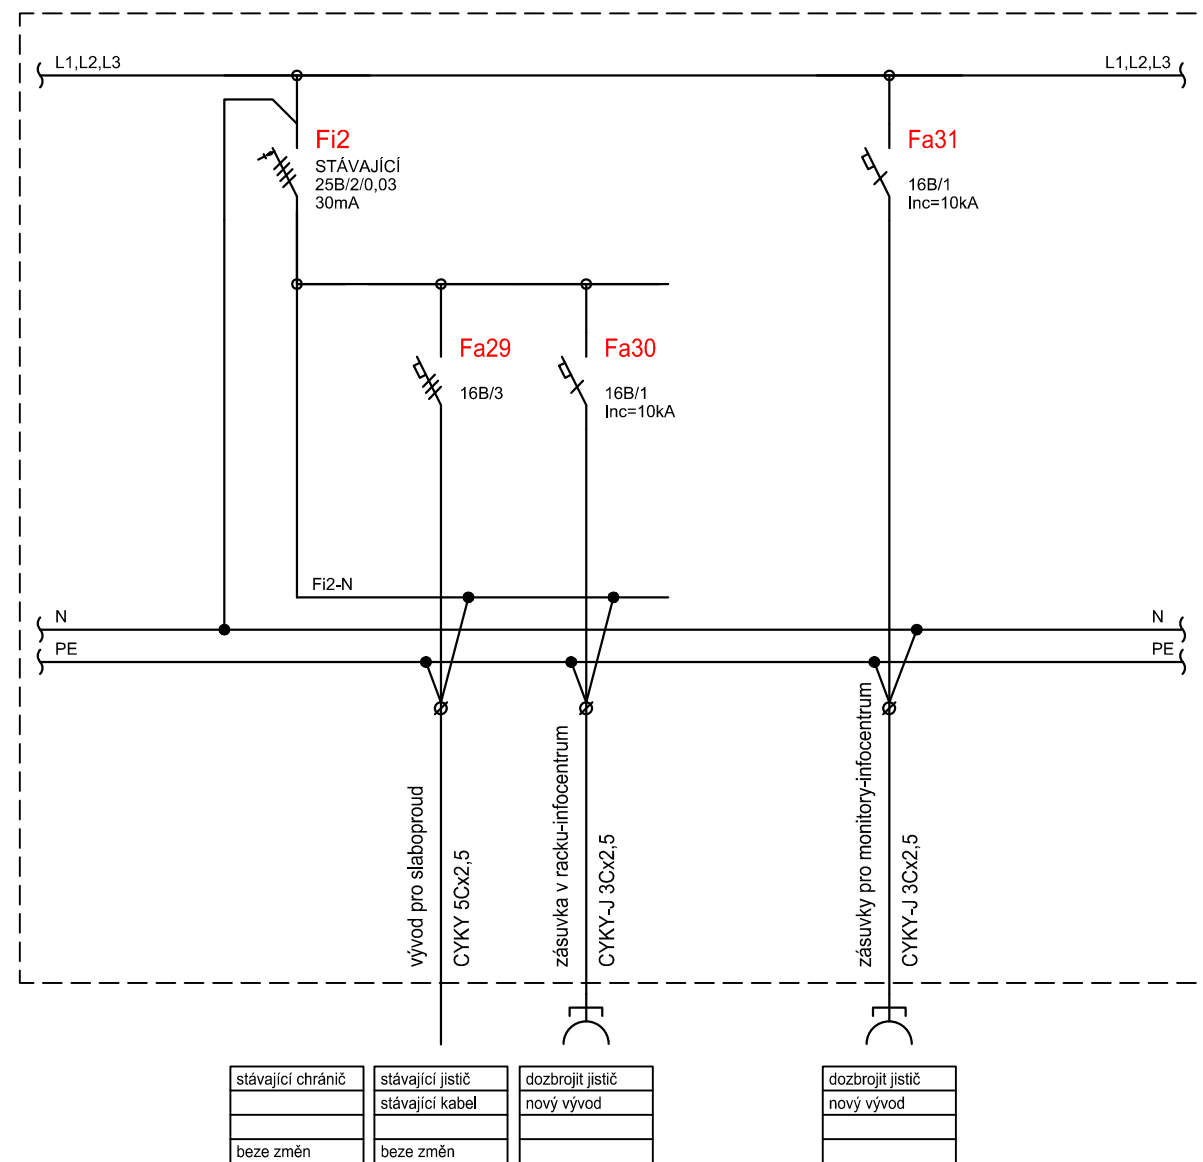 L1,L2,L3
L1,L2,L3
Fi2
STÁVAJÍCÍ
25B/2/0,03
30mA
Fa31
16B/1
Inc=10kA
Fa29
16B/3
Fa30
16B/1
Inc=10kA
Fi2-N
N
N
PE
PE
vývod pro slaboproud
CYKY 5Cx2,5
zásuvka v racku-infocentrum
CYKY-J 3Cx2,5
zásuvky pro monitory-infocentrum
CYKY-J 3Cx2,5
stávající chránič
beze změn
stávající jistič
stávající kabel
beze změn
dozbrojit jistič
nový vývod
dozbrojit jistič
nový vývod